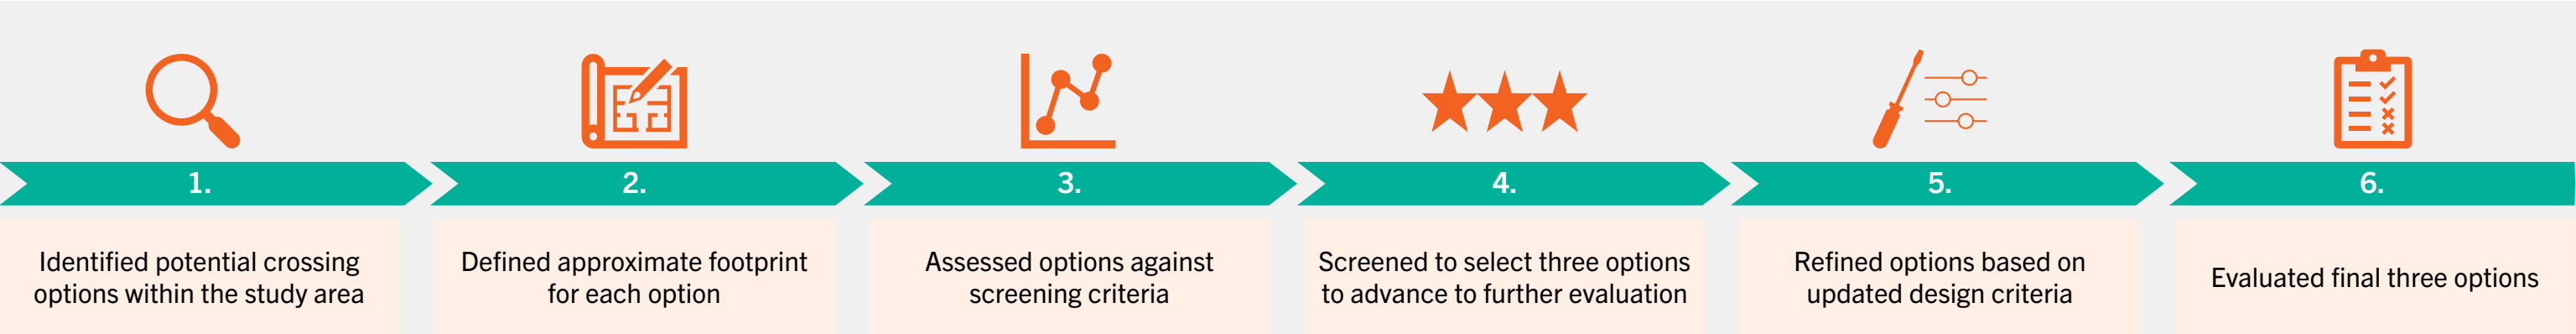 1.
Identified potential crossing
options within the study area
2.
Defined approximate footprint
for each option
3.
Assessed options against
screening criteria
4.
Screened to select three options
to advance to further evaluation
5.
Refined options based on
updated design criteria
6.
Evaluated final three options